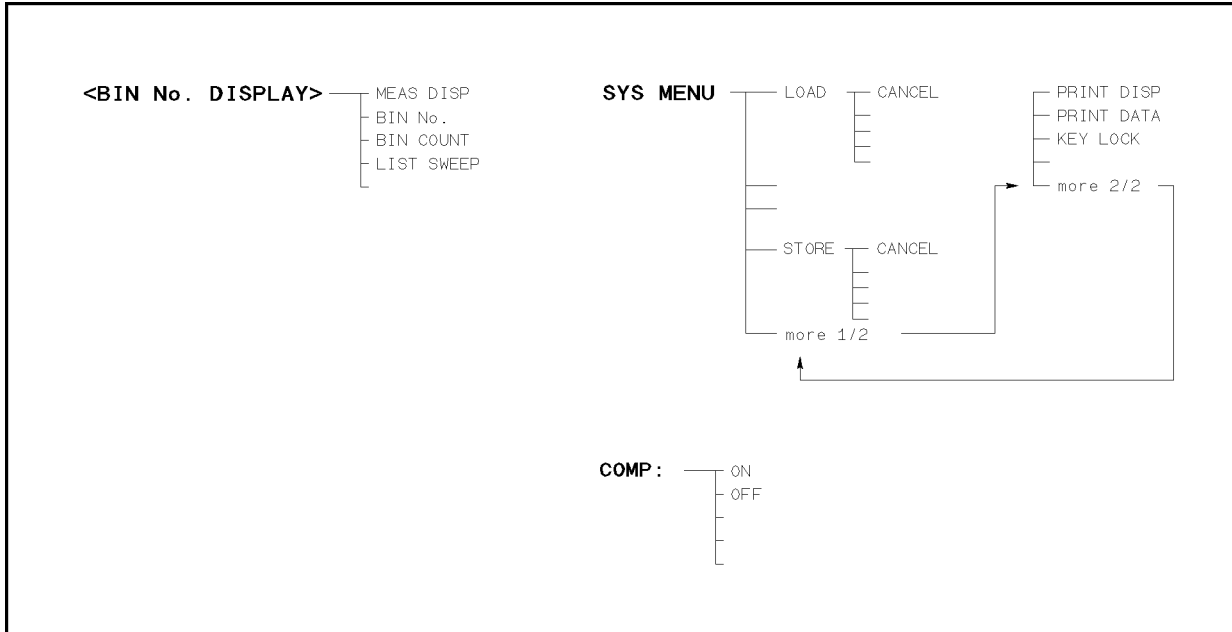 <BIN No. DISPLAY>
MEAS DISP
BIN No.
BIN COUNT
LIST SWEEP
SYS MENU
LOAD
CANCEL
STORE
CANCEL
more 1/2
PRINT DISP
PRINT DATA
KEY LOCK
more 2/2
COMP:
ON
OFF